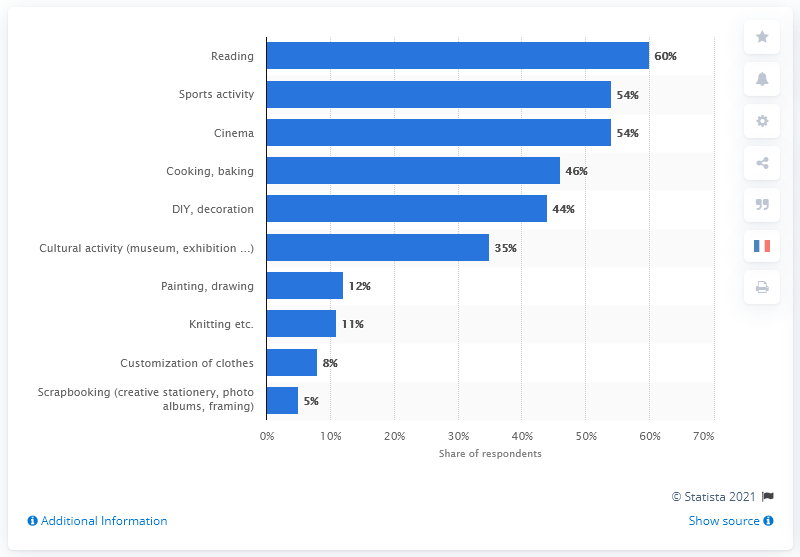 Reading 60%
Sports activity 54%
Cinema 54%
Cooking, baking 46%
DIY, decoration 44%
Cultural activity (museum, exhibition ...) 35%
Painting, drawing 12%
Knitting etc. 11%
Customization of clothes 8%
Scrapbooking (creative stationery, photo
albums, framing) 5%
0% 10% 20% 30% 40% 50% 60% 70%
Share of respondents
© Statista 2021
Additional Information Show source